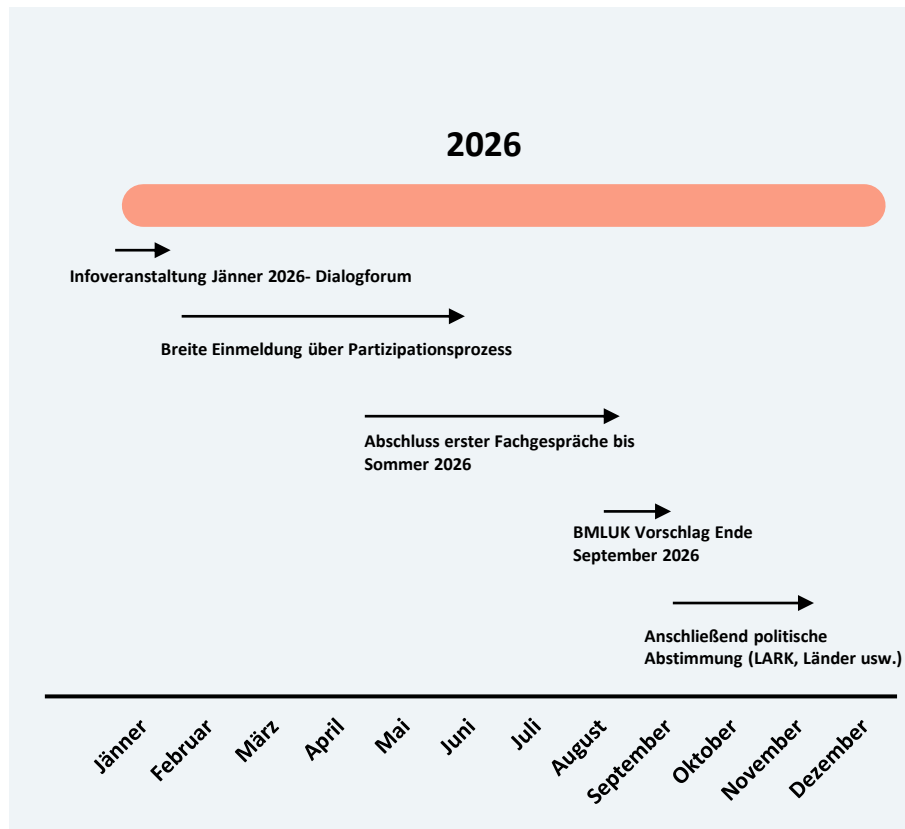 2026
Infoveranstaltung Jänner 2026- Dialogforum
Breite Einmeldung über Partizipationsprozess
Abschluss erster Fachgespräche bis
Sommer 2026
BMLUK Vorschlag Ende
September 2026
Anschließend politische
Abstimmung (LARK, Länder usw.)
Jänner
Februar
März
April
Mai
Juni
Juli
August
September
Oktober
November
Dezember